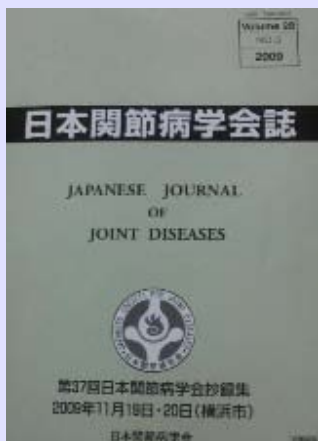 Volume 28
2009
日本関節病学会誌
JAPANESE JOURNAL
OF
JOINT DISEASES
第37回日本関節病学会抄録集
2009年11月19日・20日(横浜市)
日本関節病学会